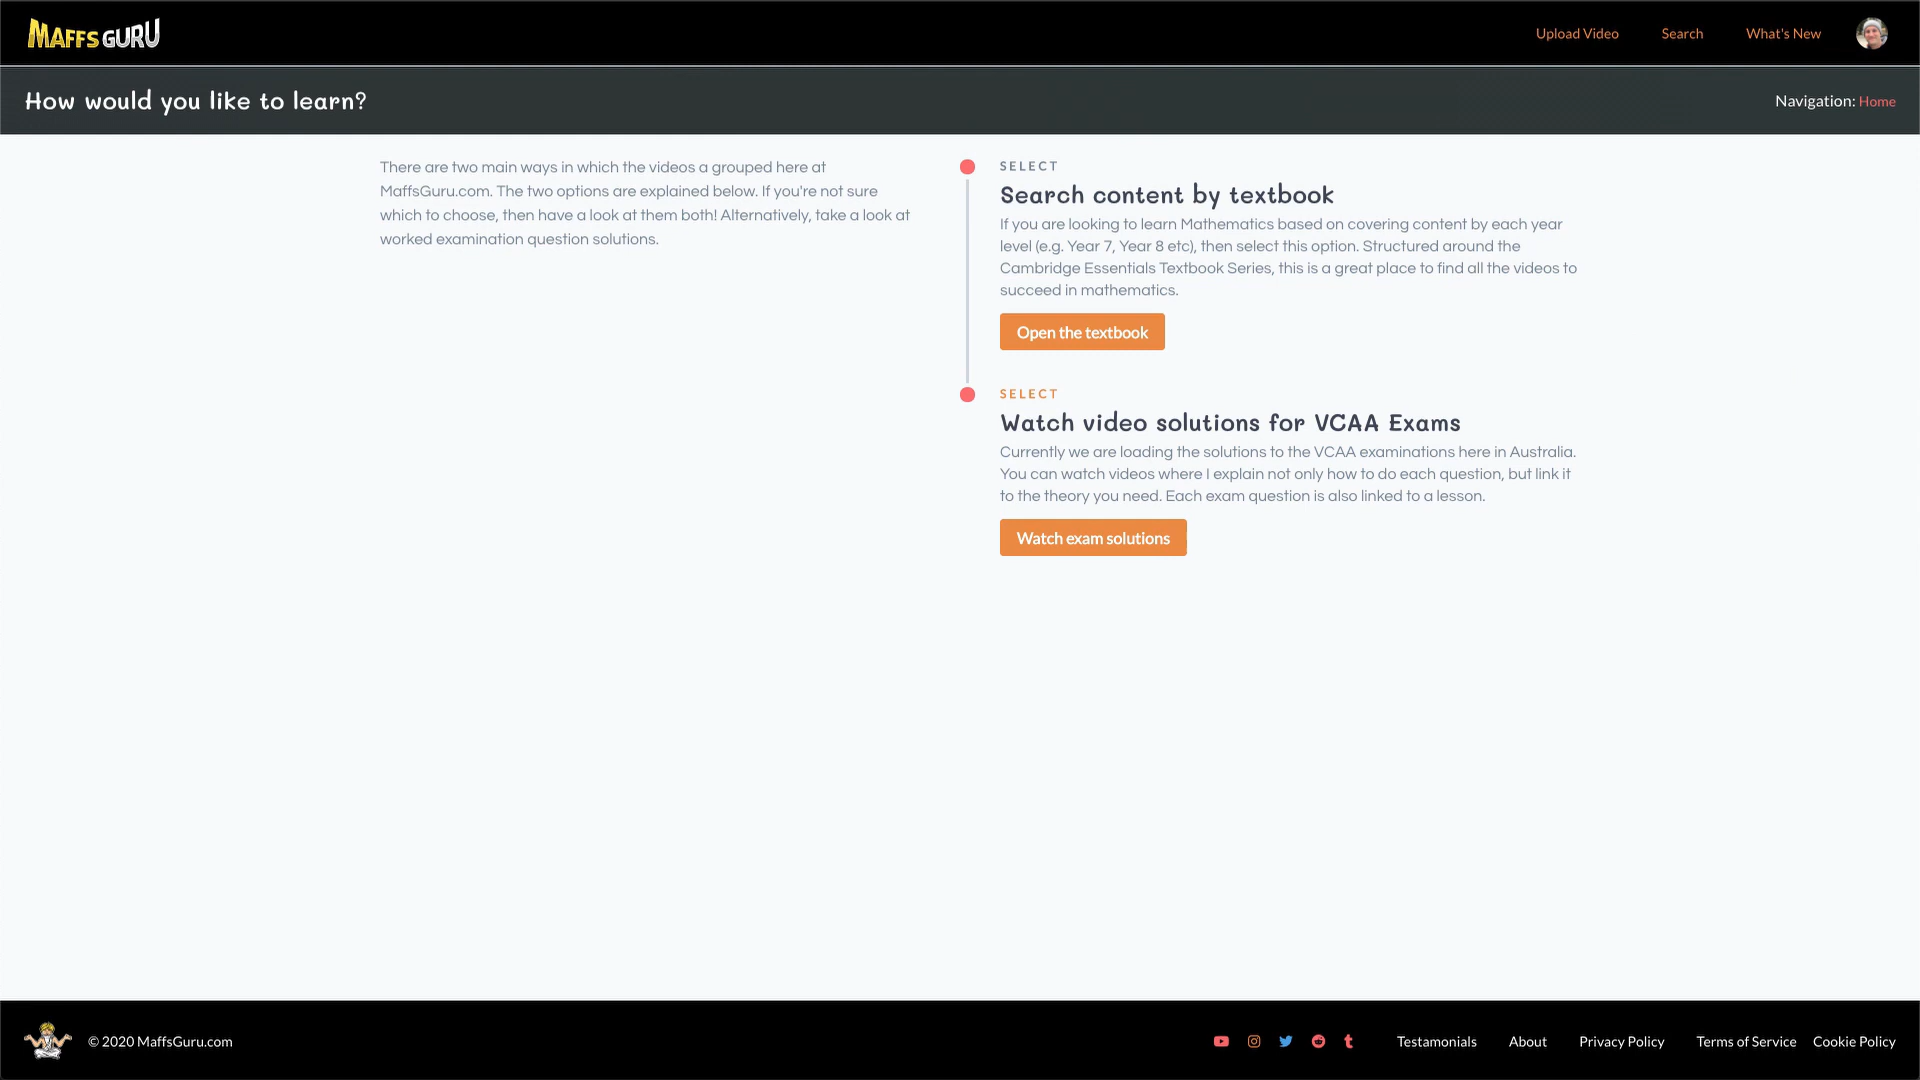 MAFFS GURU
Upload Video
Search
What's New
How would you like to learn?
Navigation: Home
There are two main ways in which the videos a grouped here at
MaffsGuru.com. The two options are explained below. If you're not sure
which to choose, then have a look at them both! Alternatively, take a look at
worked examination question solutions.
SELECT
Search content by textbook
If you are looking to learn Mathematics based on covering content by each year
level (e.g. Year 7, Year 8 etc), then select this option. Structured around the
Cambridge Essentials Textbook Series, this is a great place to find all the videos to
succeed in mathematics.
Open the textbook
SELECT
Watch video solutions for VCAA Exams
Currently we are loading the solutions to the VCAA examinations here in Australia.
You can watch videos where I explain not only how to do each question, but link it
to the theory you need. Each exam question is also linked to a lesson.
Watch exam solutions
© 2020 MaffsGuru.com
Testamonials
About
Privacy Policy
Terms of Service
Cookie Policy